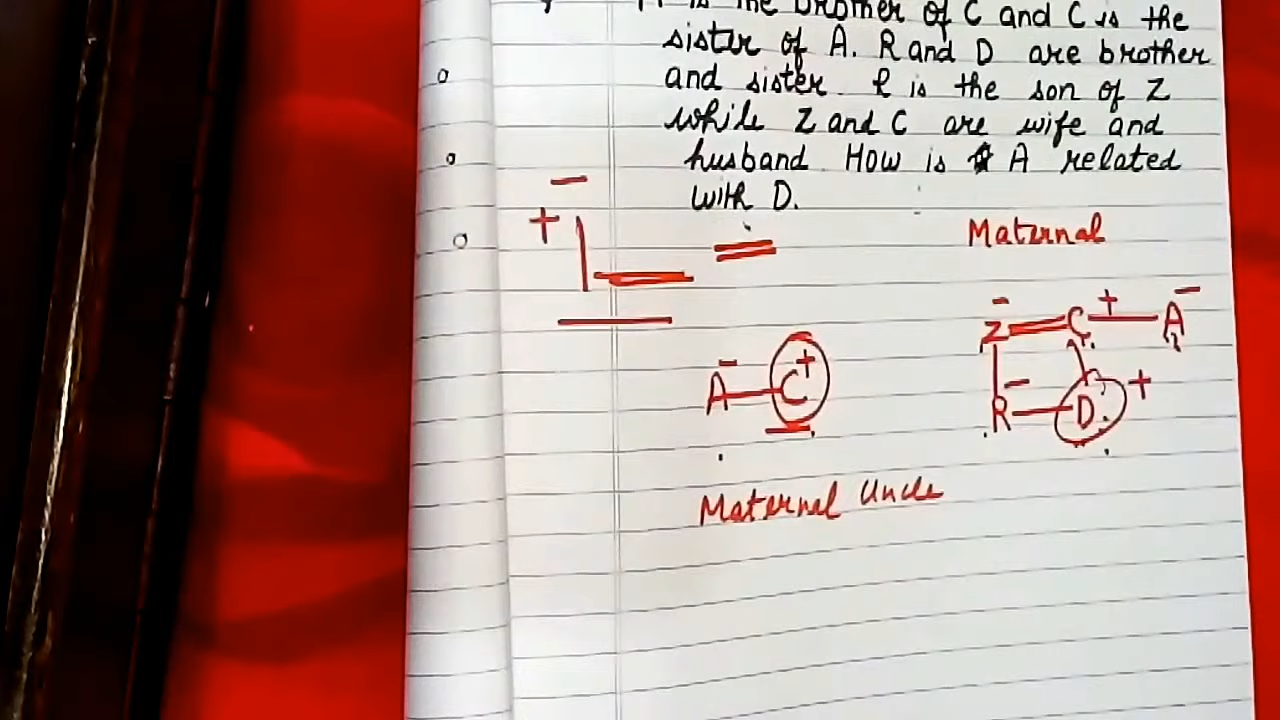 is the brother of C and C is the
sister of A. R and D are brother
and sister. R is the son of Z
while Z and C are wife and
husband How is A related
with D.
Maternal
-
+
=
- + -
Z = C — A
A - — C +
- +
R — D
Maternal Uncle